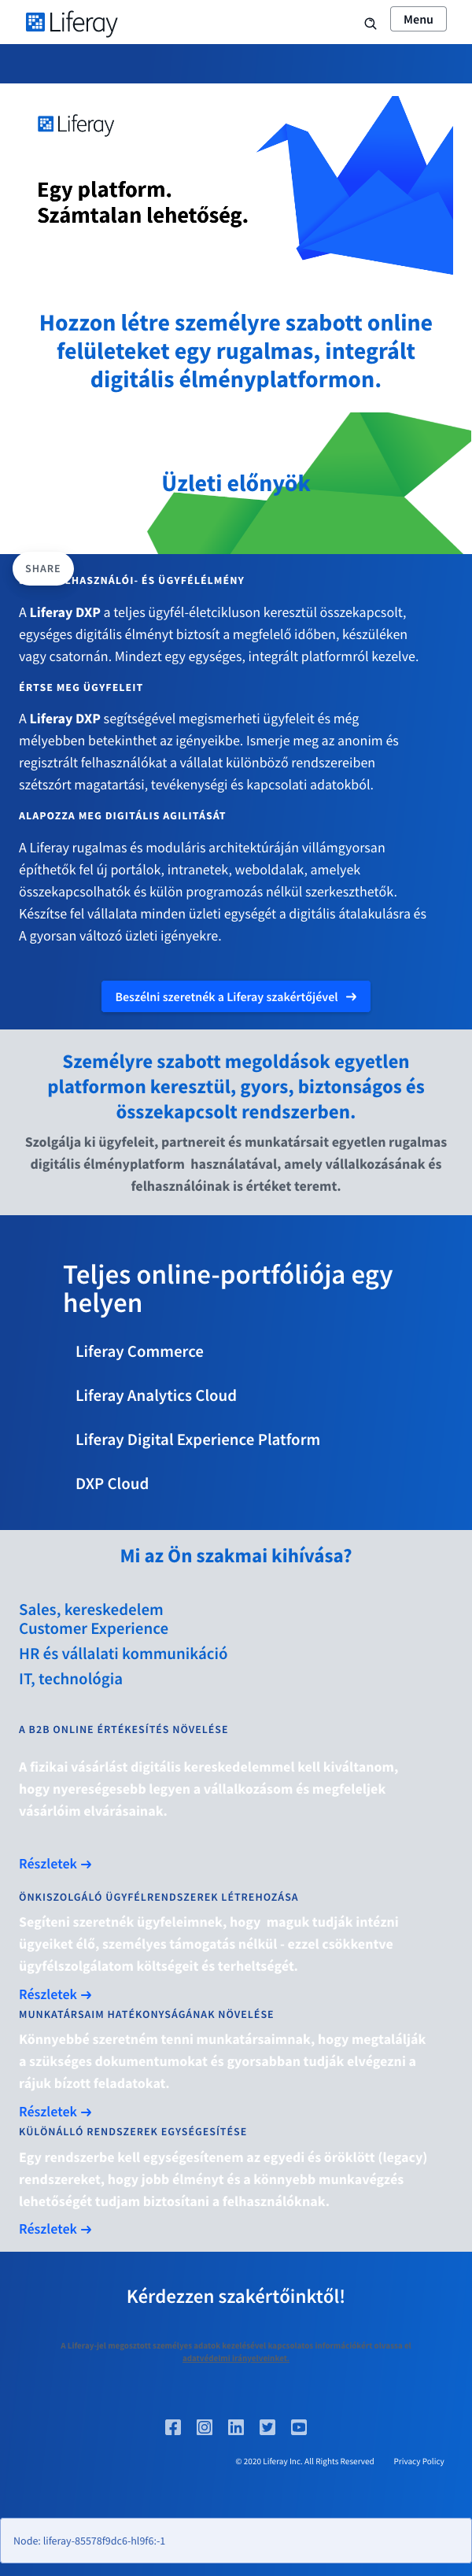 Liferay
Menu
Liferay
Egy platform.
Számtalan lehetőség.
Hozzon létre személyre szabott online
felületeket egy rugalmas, integrált
digitális élményplatformon.
Üzleti előnyök
SHARE
HASZNÁLÓI- ÉS ÜGYFÉLÉLMÉNY
A Liferay DXP a teljes ügyfél-életcikluson keresztül összekapcsolt,
egységes digitális élményt biztosít a megfelelő időben, készüléken
vagy csatornán. Mindezt egy egységes, integrált platformról kezelve.
ÉRTSE MEG ÜGYFELEIT
A Liferay DXP segítségével megismerheti ügyfeleit és még
mélyebben betekinthet az igényeikbe. Ismerje meg az anonim és
regisztrált felhasználókat a vállalat különböző rendszereiben
szétszórt magatartási, tevékenységi és kapcsolati adatokból.
ALAPOZZA MEG DIGITÁLIS AGILITÁSÁT
A Liferay rugalmas és moduláris architektúráján villámgyorsan
építhetők fel új portálok, intranetek, weboldalak, amelyek
összekapcsolhatók és külön programozás nélkül szerkeszthetők.
Készítse fel vállalata minden üzleti egységét a digitális átalakulásra és
A gyorsan változó üzleti igényekre.
Beszélni szeretnék a Liferay szakértőjével →
Személyre szabott megoldások egyetlen
platformon keresztül, gyors, biztonságos és
összekapcsolt rendszerben.
Szolgálja ki ügyfeleit, partnereit és munkatársait egyetlen rugalmas
digitális élményplatform használatával, amely vállalkozásának és
felhasználóinak is értéket teremt.
Teljes online-portfóliója egy
helyen
Liferay Commerce
Liferay Analytics Cloud
Liferay Digital Experience Platform
DXP Cloud
Mi az Ön szakmai kihívása?
Sales, kereskedelem
Customer Experience
HR és vállalati kommunikáció
IT, technológia
A B2B ONLINE ÉRTÉKESÍTÉS NÖVELÉSE
A fizikai vásárlást digitális kereskedelemmel kell kiváltanom,
hogy nyereségesebb legyen a vállalkozásom és megfeleljek
vásárlóim elvárásainak.
Részletek →
ÖNKISZOLGÁLÓ ÜGYFÉLRENDSZEREK LÉTREHOZÁSA
Segíteni szeretnék ügyfeleimnek, hogy maguk tudják intézni
ügyeiket élő, személyes támogatás nélkül - ezzel csökkentve
ügyfélszolgálatom költségeit és terheltségét.
Részletek →
MUNKATÁRSAIM HATÉKONYSÁGÁNAK NÖVELÉSE
Könnyebbé szeretném tenni munkatársaimnak, hogy megtalálják
a szükséges dokumentumokat és gyorsabban tudják elvégezni a
rájuk bízott feladatokat.
Részletek →
KÜLÖNÁLLÓ RENDSZEREK EGYSÉGESÍTÉSE
Egy rendszerbe kell egységesítenem az egyedi és öröklött (legacy)
rendszereket, hogy jobb élményt és a könnyebb munkavégzés
lehetőségét tudjam biztosítani a felhasználóknak.
Részletek →
Kérdezzen szakértőinktől!
A Liferay-jel megosztott személyes adatok kezelésével kapcsolatos információkért olvassa el
adatvédelmi irányelveinket.
© 2020 Liferay Inc. All Rights Reserved
Privacy Policy
Node: liferay-85578f9dc6-hl9f6:-1